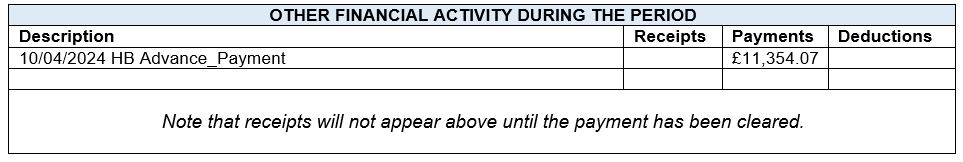 OTHER FINANCIAL ACTIVITY DURING THE PERIOD
Description Receipts Payments Deductions
10/04/2024 HB Advance_Payment £11,354.07
Note that receipts will not appear above until the payment has been cleared.